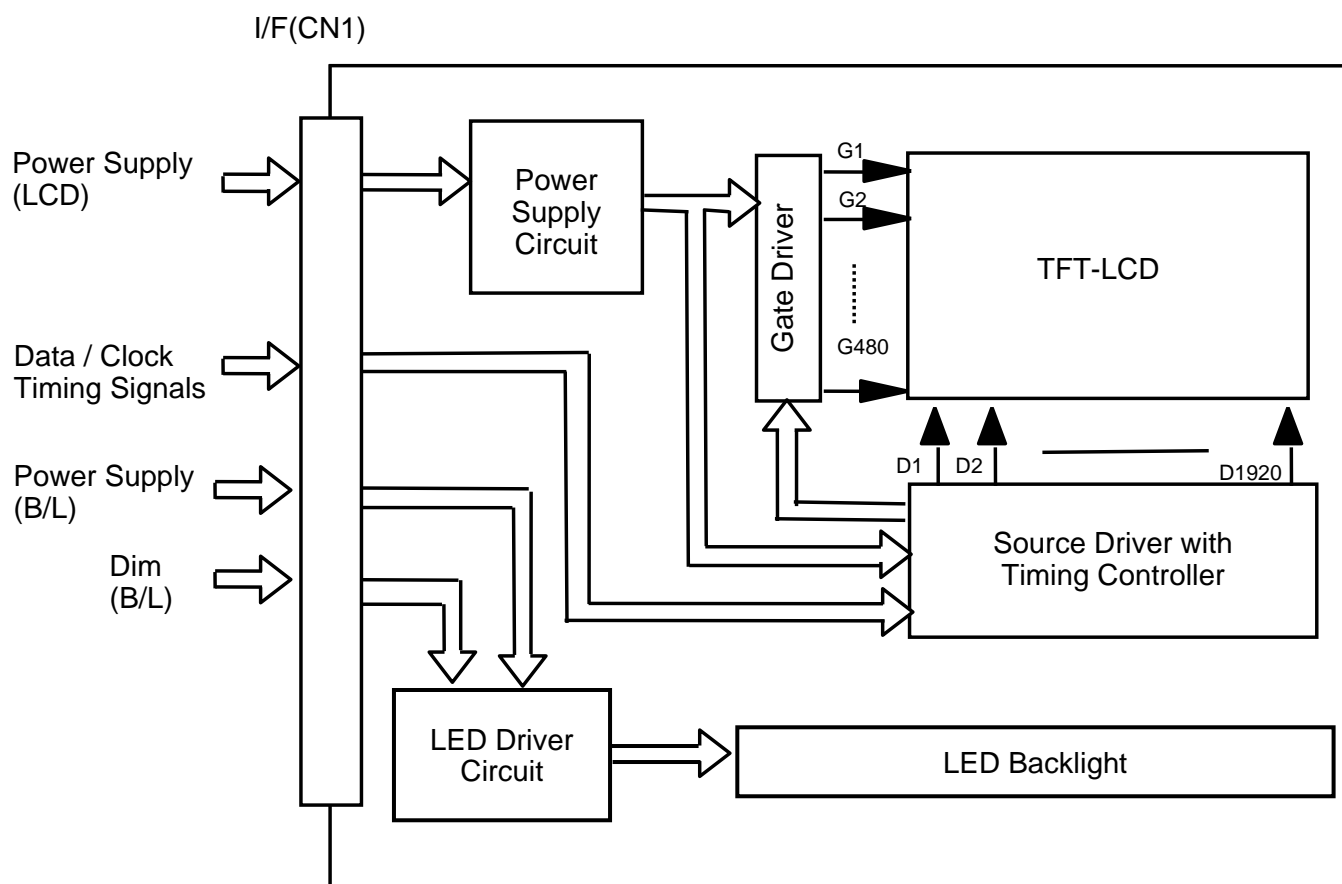 I/F(CN1)
Power Supply
(LCD)
Power
Supply
Circuit
Gate Driver
G1
G2
G480
TFT-LCD
Data / Clock
Timing Signals
D1
D2
D1920
Power Supply
(B/L)
Source Driver with
Timing Controller
Dim
(B/L)
LED Driver
Circuit
LED Backlight